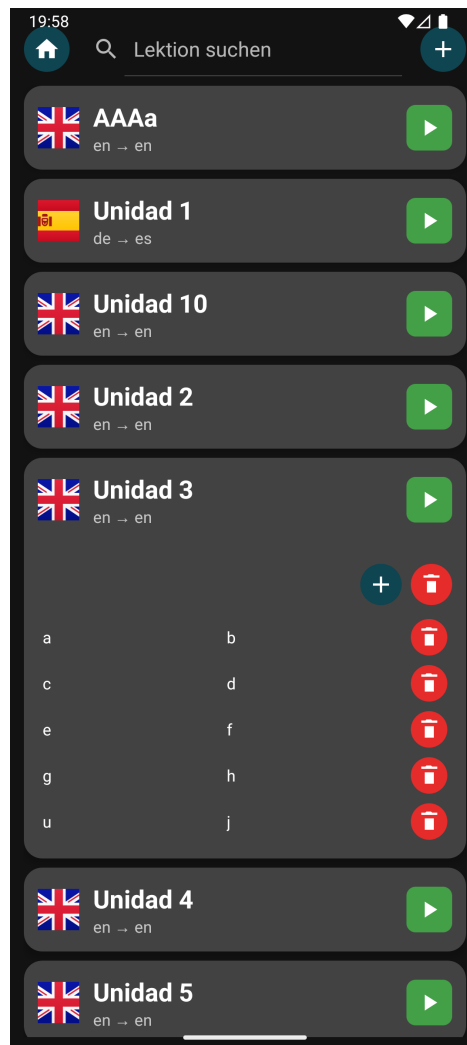 19:58
Lektion suchen
AAAa
en → en
Unidad 1
de → es
Unidad 10
en → en
Unidad 2
en → en
Unidad 3
en → en
a b
c d
e f
g h
u j
Unidad 4
en → en
Unidad 5
en → en